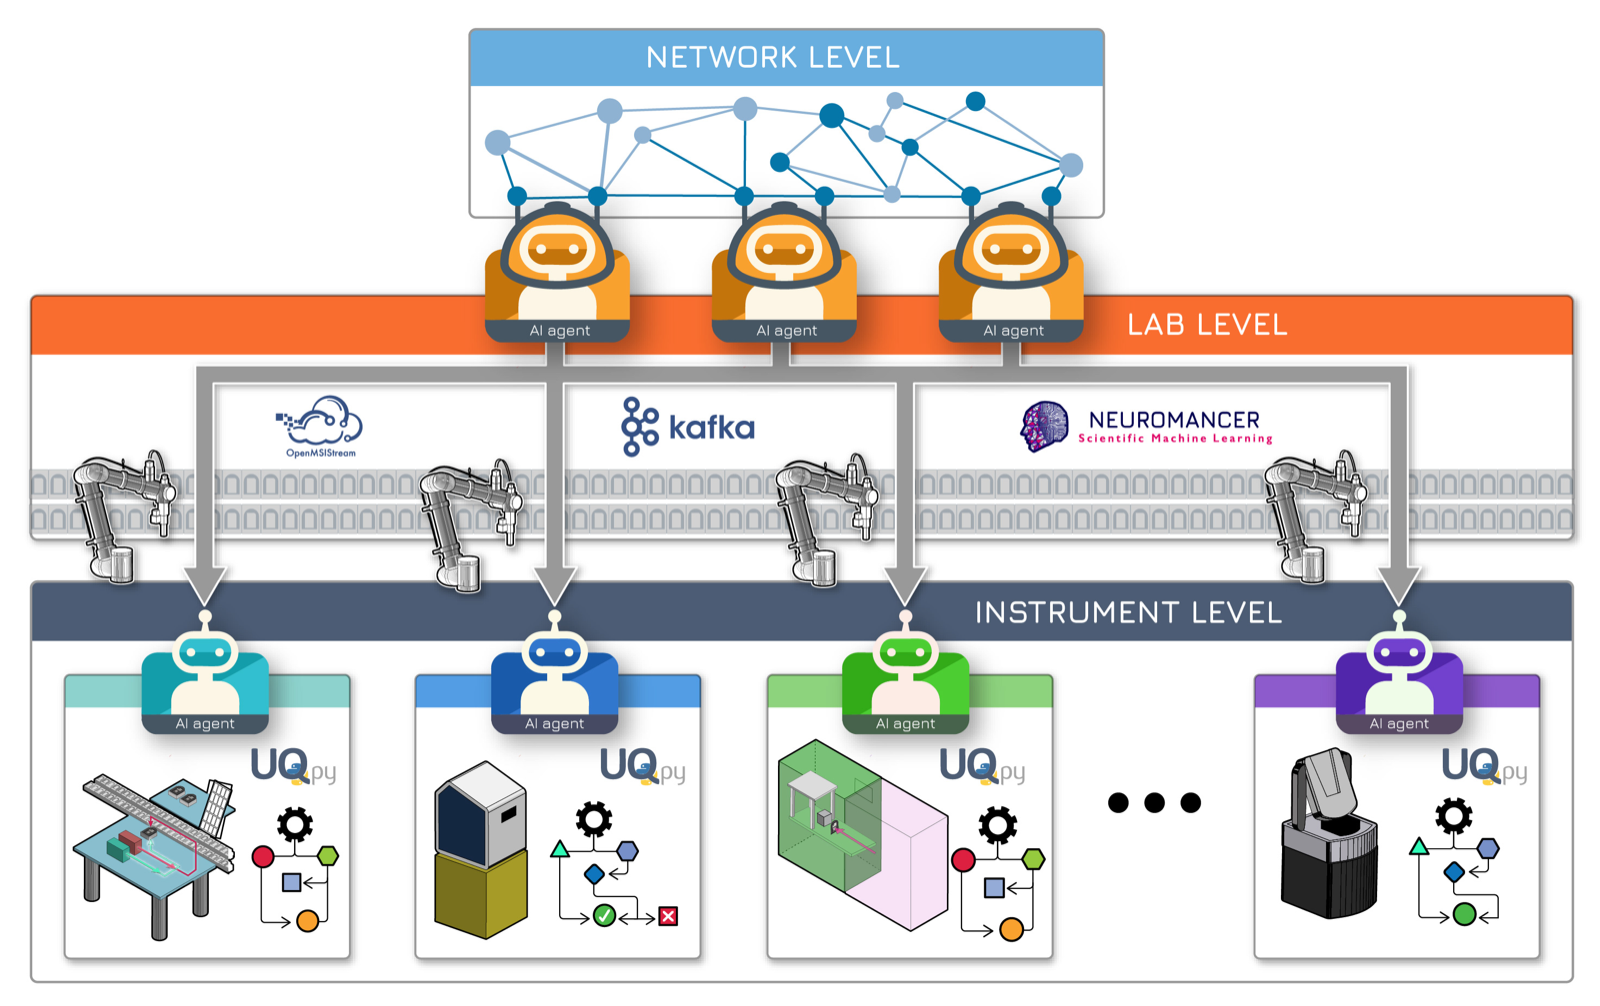 NETWORK LEVEL
AI agent
AI agent
AI agent
LAB LEVEL
OpenMSIStream
kafka
NEUROMANCER
Scientific Machine Learning
INSTRUMENT LEVEL
AI agent
AI agent
AI agent
AI agent
UQpy
UQpy
UQpy
UQpy